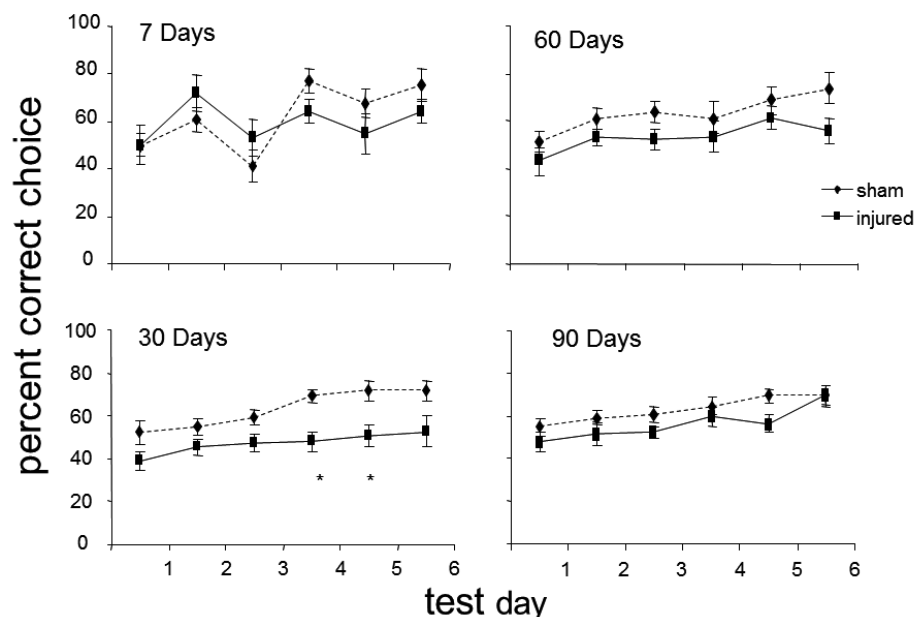 percent correct choice
7 Days
100
80
60
40
20
0
60 Days
sham
injured
30 Days
100
80
60
40
20
0
* *
1 2 3 4 5 6
90 Days
1 2 3 4 5 6
test day